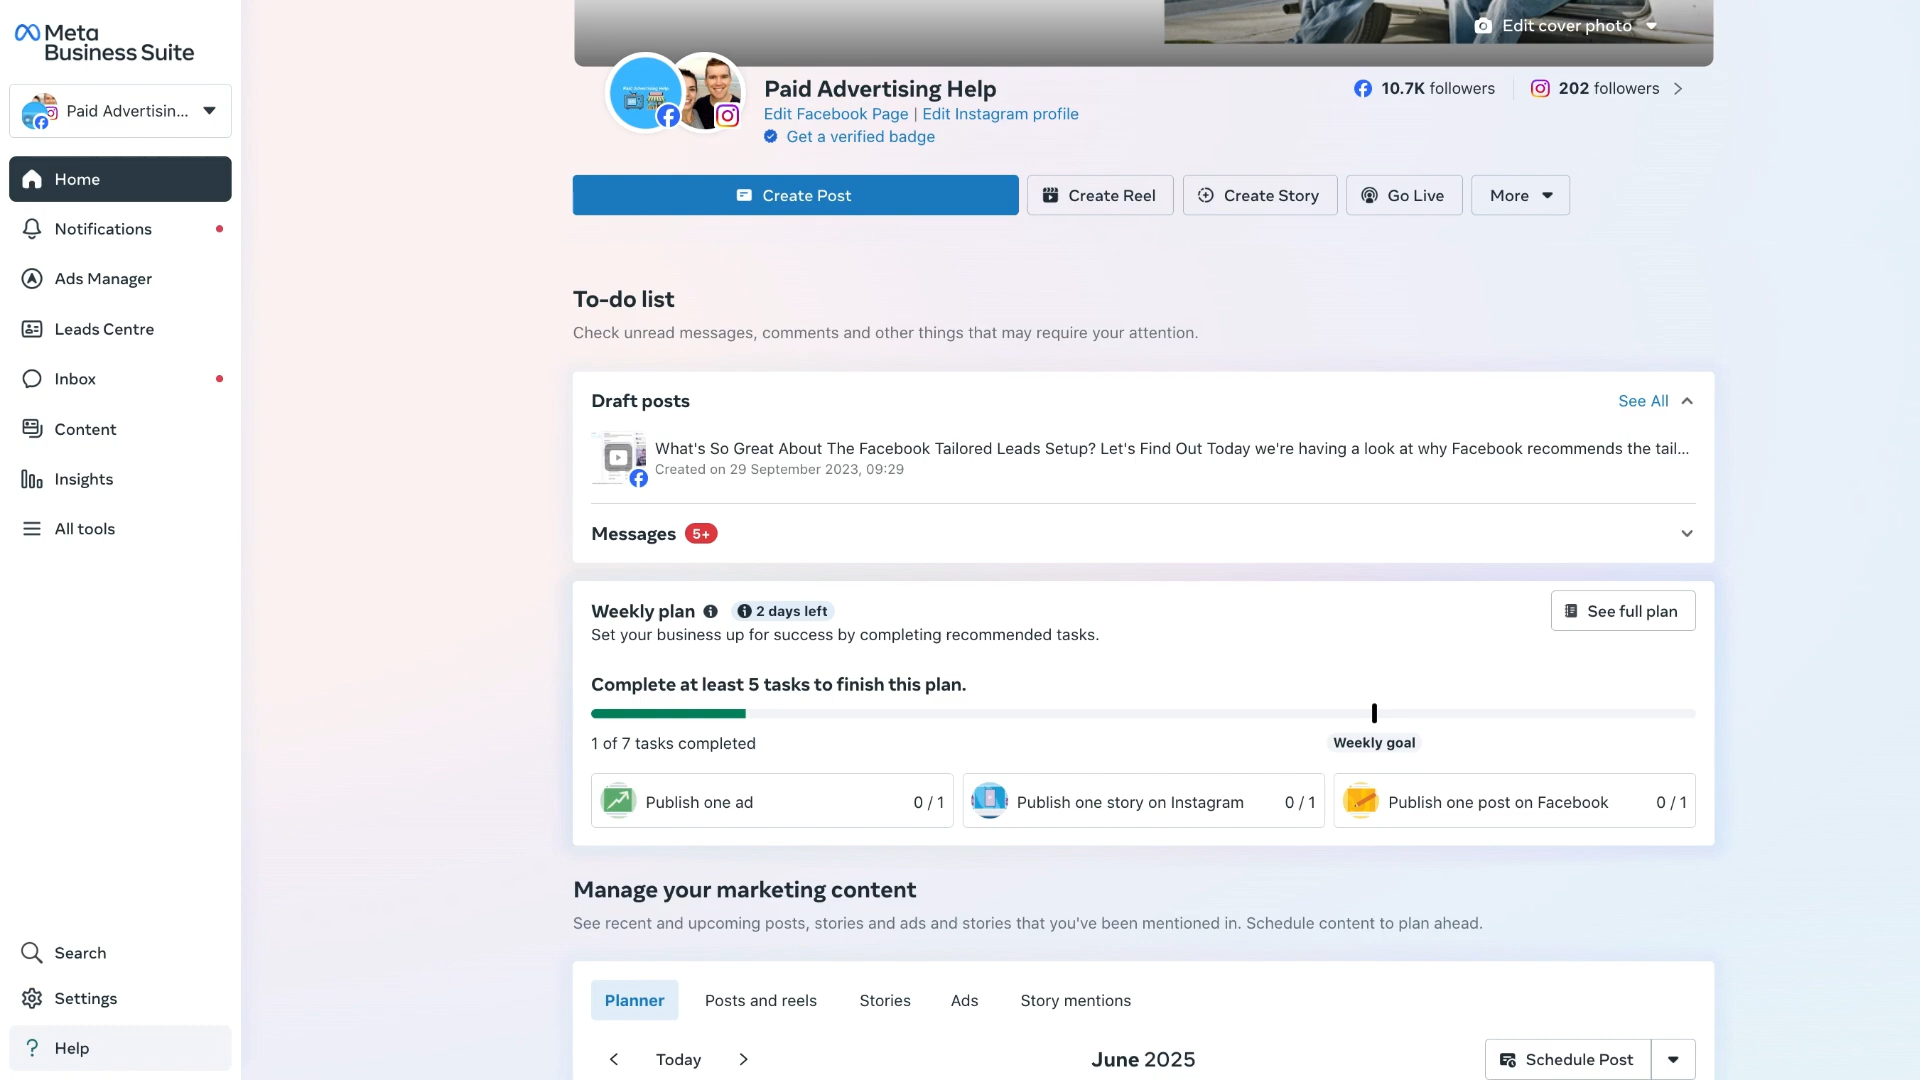 Meta
Business Suite
Paid Advertisin...
Home
Notifications
Ads Manager
Leads Centre
Inbox
Content
Insights
All tools
Search
Settings
? Help
Edit cover photo
Paid Advertising Help
Edit Facebook Page | Edit Instagram profile
Get a verified badge
10.7K followers
202 followers
Create Post
Create Reel
Create Story
Go Live
More
To-do list
Check unread messages, comments and other things that may require your attention.
Draft posts
See All
What's So Great About The Facebook Tailored Leads Setup? Let's Find Out Today we're having a look at why Facebook recommends the tail...
Created on 29 September 2023, 09:29
Messages 5+
Weekly plan 2 days left
See full plan
Set your business up for success by completing recommended tasks.
Complete at least 5 tasks to finish this plan.
1 of 7 tasks completed
Weekly goal
Publish one ad 0 / 1
Publish one story on Instagram 0 / 1
Publish one post on Facebook 0 / 1
Manage your marketing content
See recent and upcoming posts, stories and ads and stories that you've been mentioned in. Schedule content to plan ahead.
Planner
Posts and reels
Stories
Ads
Story mentions
Today
June 2025
Schedule Post